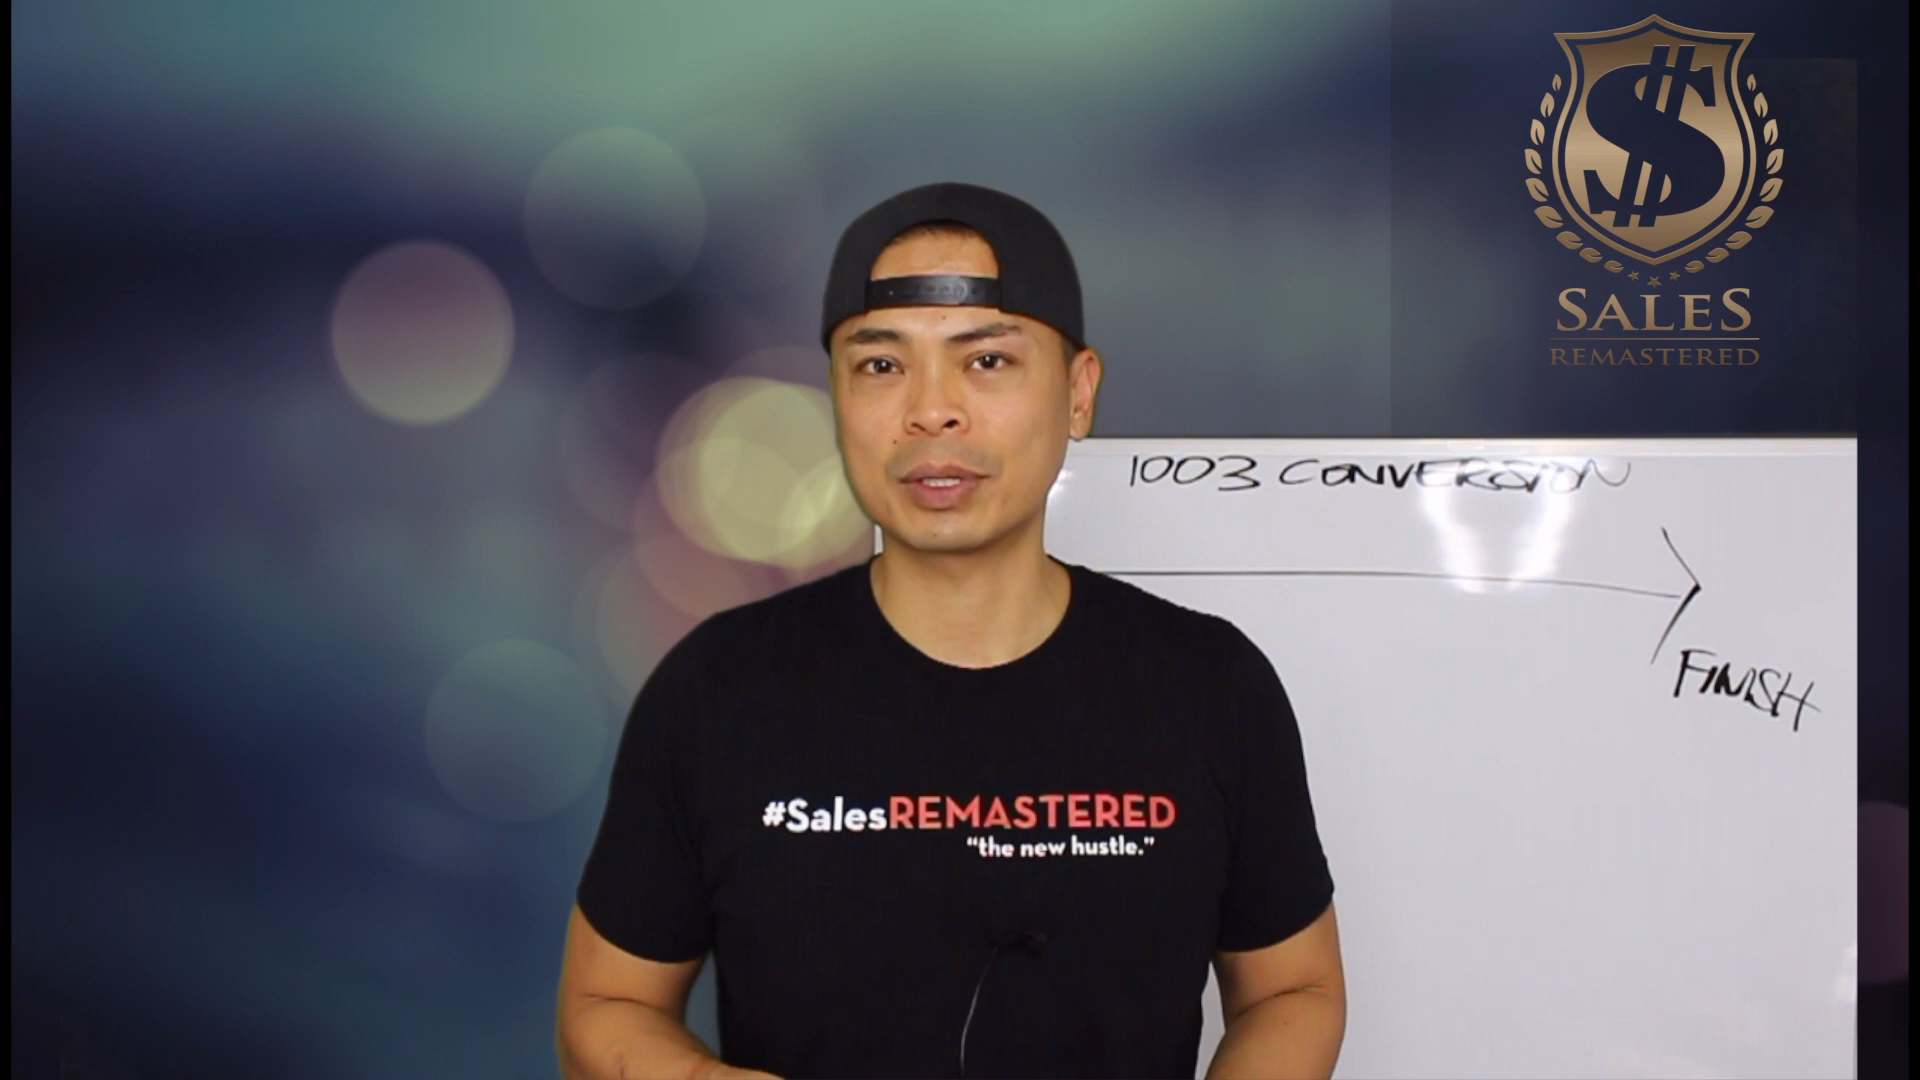 SALES
REMASTERED
1003 CONVERSION
FINISH
#SalesREMASTERED
"the new hustle."